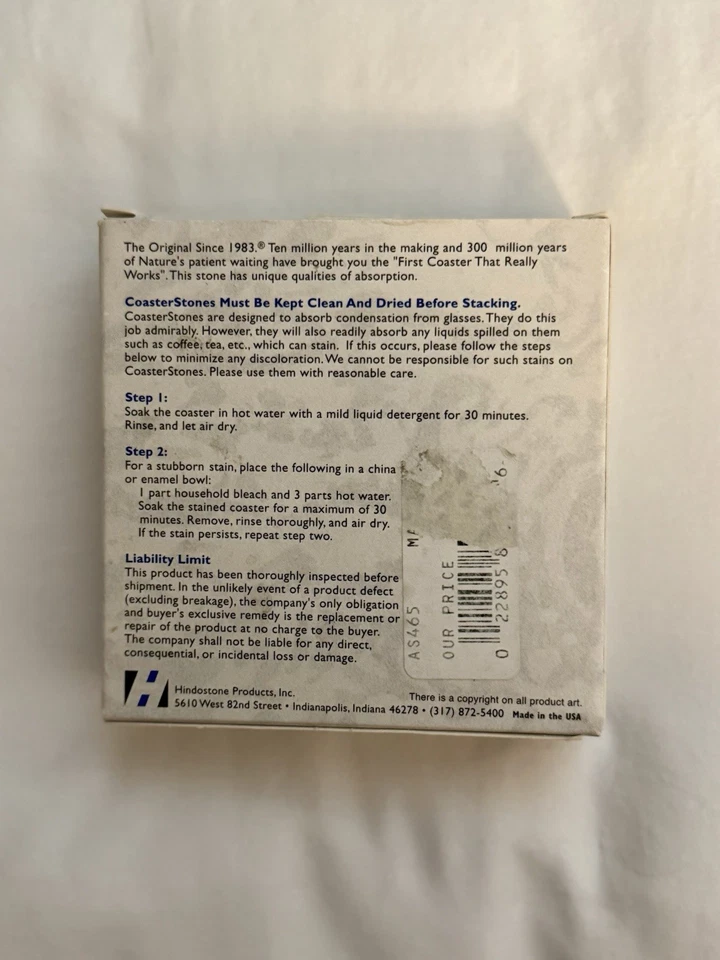 The Original Since 1983.® Ten million years in the making and 300 million years
of Nature's patient waiting have brought you the "First Coaster That Really
Works". This stone has unique qualities of absorption.
CoasterStones Must Be Kept Clean And Dried Before Stacking.
CoasterStones are designed to absorb condensation from glasses. They do this
job admirably. However, they will also readily absorb any liquids spilled on them
such as coffee, tea, etc., which can stain. If this occurs, please follow the steps
below to minimize any discoloration. We cannot be responsible for such stains on
CoasterStones. Please use them with reasonable care.
Step 1:
Soak the coaster in hot water with a mild liquid detergent for 30 minutes.
Rinse, and let air dry.
Step 2:
For a stubborn stain, place the following in a china
or enamel bowl:
1 part household bleach and 3 parts hot water.
Soak the stained coaster for a maximum of 30
minutes. Remove, rinse thoroughly, and air dry.
If the stain persists, repeat step two.
Liability Limit
This product has been thoroughly inspected before
shipment. In the unlikely event of a product defect
(excluding breakage), the company's only obligation
and buyer's exclusive remedy is the replacement or
repair of the product at no charge to the buyer.
The company shall not be liable for any direct,
consequential, or incidental loss or damage.
AS465
OUR PRICE
0 228958
Hindostone Products, Inc.
5610 West 82nd Street • Indianapolis, Indiana 46278 • (317) 872-5400
There is a copyright on all product art.
Made in the USA